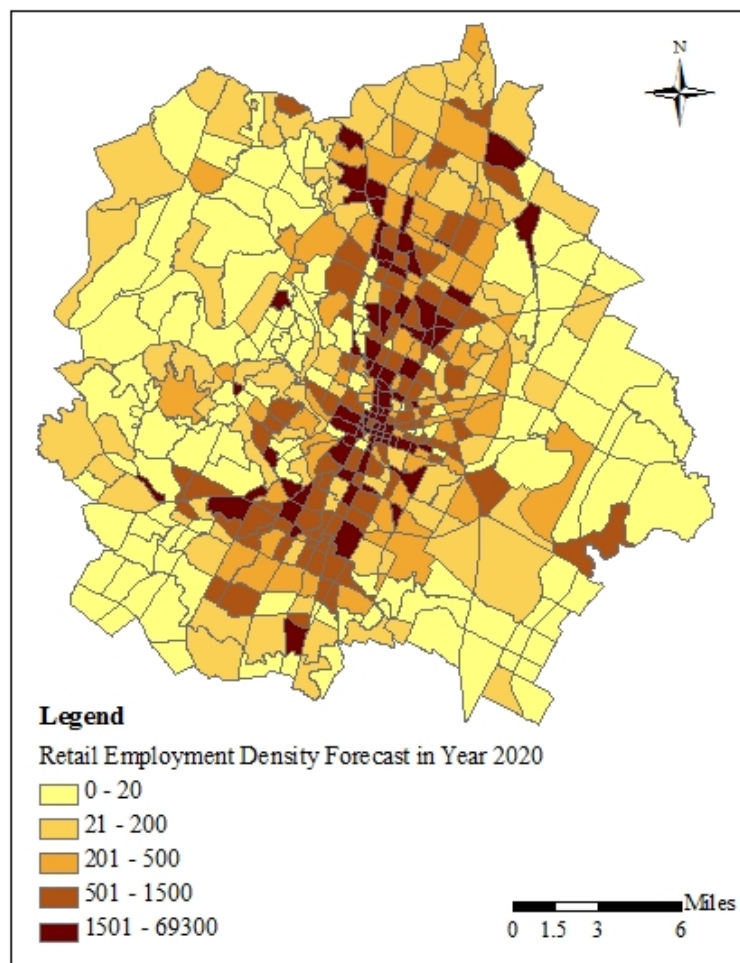 N
Legend
Retail Employment Density Forecast in Year 2020
0 - 20
21 - 200
201 - 500
501 - 1500
1501 - 69300
Miles
0 1.5 3 6